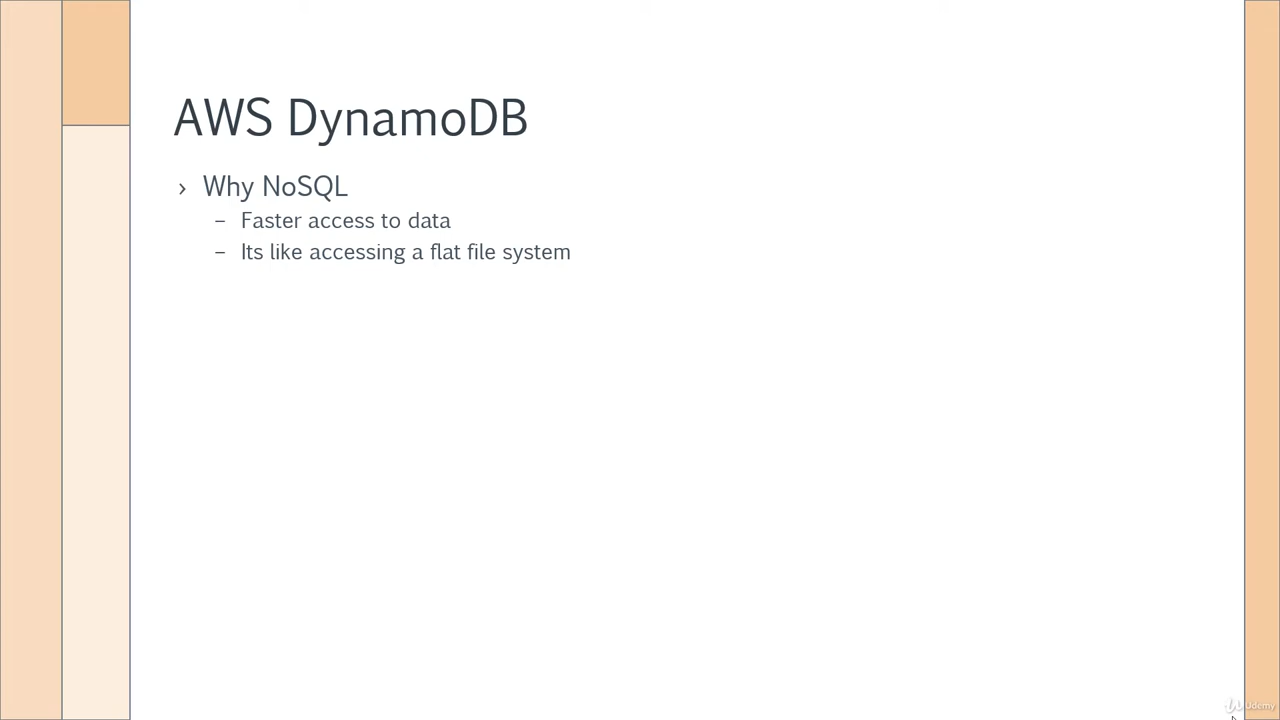 AWS DynamoDB
› Why NoSQL
– Faster access to data
– Its like accessing a flat file system
Udemy